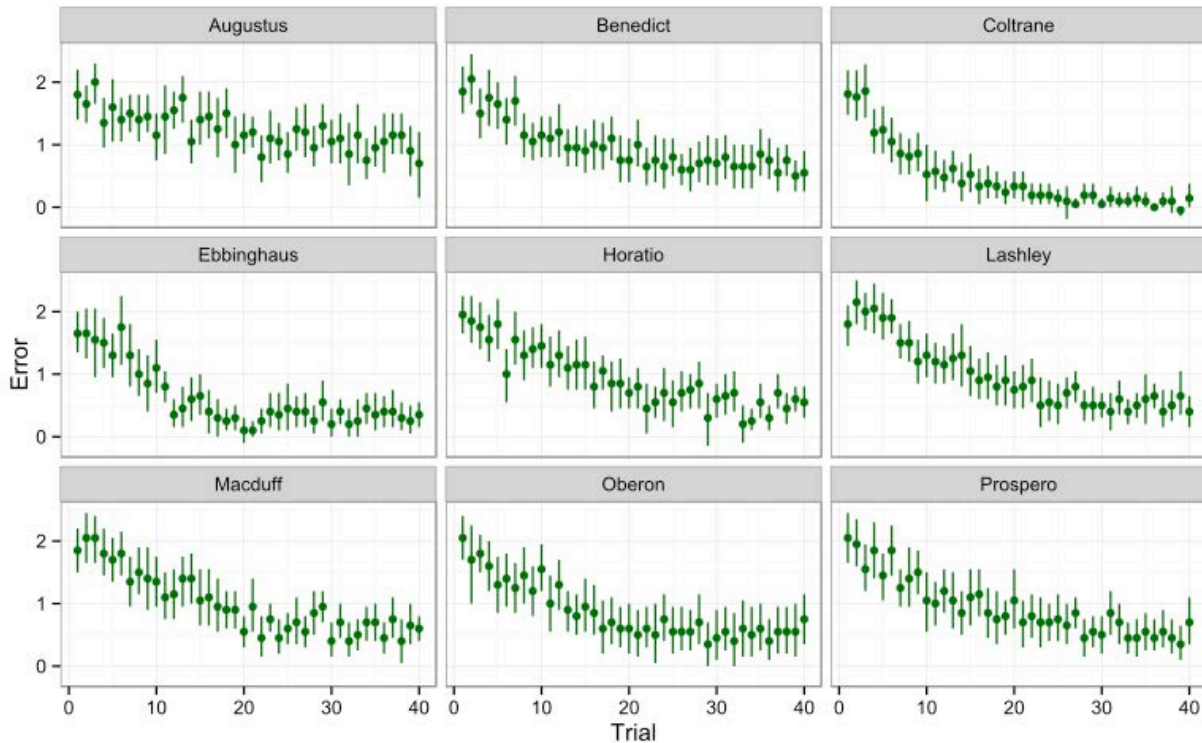 Augustus Benedict Coltrane
2
1
0
Ebbinghaus Horatio Lashley
2
1
0
Error
Macduff Oberon Prospero
2
1
0
0 10 20 30 40 0 10 20 30 40 0 10 20 30 40
Trial